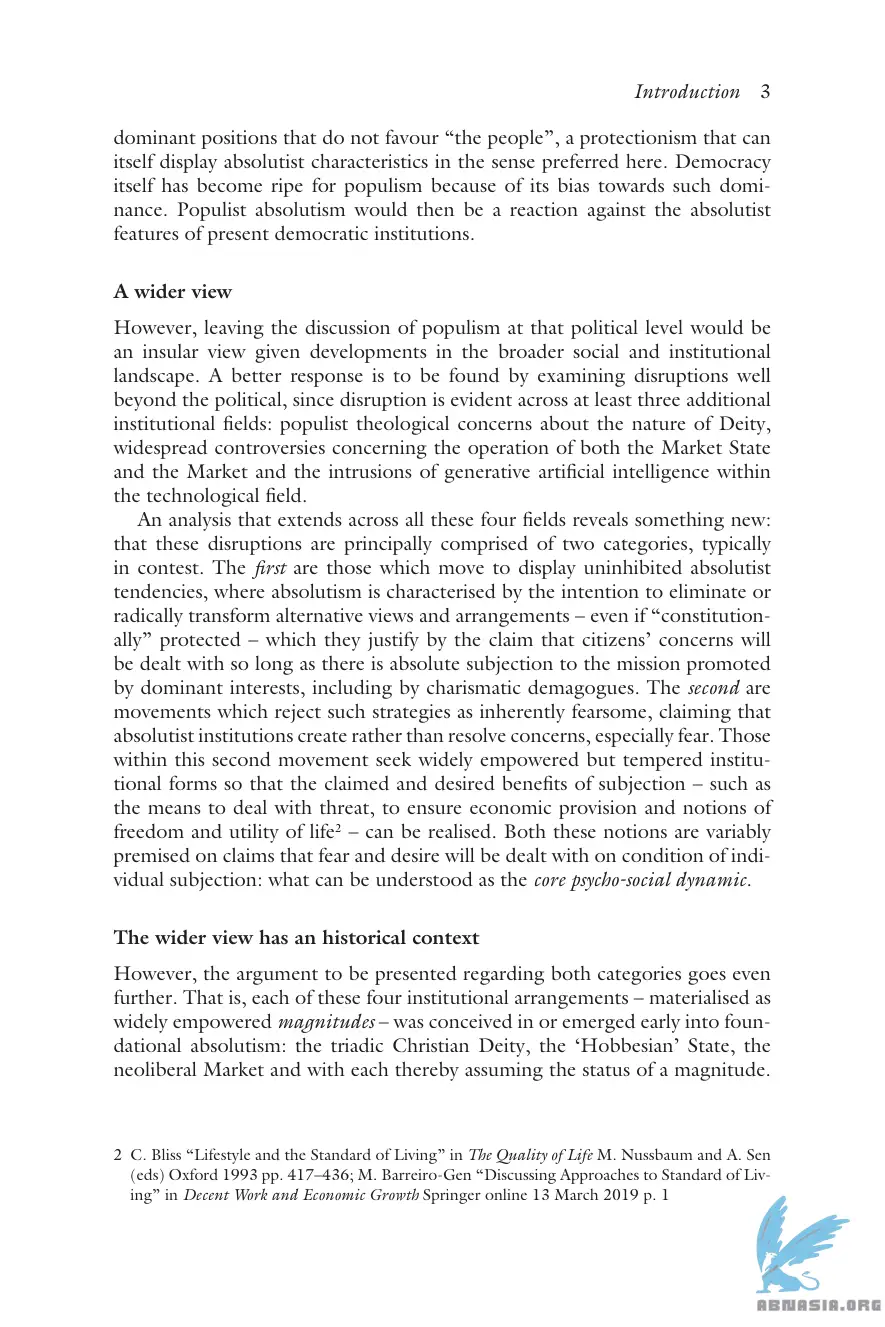 Introduction 3
dominant positions that do not favour “the people”, a protectionism that can
itself display absolutist characteristics in the sense preferred here. Democracy
itself has become ripe for populism because of its bias towards such domi-
nance. Populist absolutism would then be a reaction against the absolutist
features of present democratic institutions.
A wider view
However, leaving the discussion of populism at that political level would be
an insular view given developments in the broader social and institutional
landscape. A better response is to be found by examining disruptions well
beyond the political, since disruption is evident across at least three additional
institutional fields: populist theological concerns about the nature of Deity,
widespread controversies concerning the operation of both the Market State
and the Market and the intrusions of generative artificial intelligence within
the technological field.
An analysis that extends across all these four fields reveals something new:
that these disruptions are principally comprised of two categories, typically
in contest. The first are those which move to display uninhibited absolutist
tendencies, where absolutism is characterised by the intention to eliminate or
radically transform alternative views and arrangements – even if “constitution-
ally” protected – which they justify by the claim that citizens’ concerns will
be dealt with so long as there is absolute subjection to the mission promoted
by dominant interests, including by charismatic demagogues. The second are
movements which reject such strategies as inherently fearsome, claiming that
absolutist institutions create rather than resolve concerns, especially fear. Those
within this second movement seek widely empowered but tempered institu-
tional forms so that the claimed and desired benefits of subjection – such as
the means to deal with threat, to ensure economic provision and notions of
freedom and utility of life² – can be realised. Both these notions are variably
premised on claims that fear and desire will be dealt with on condition of indi-
vidual subjection: what can be understood as the core psycho-social dynamic.
The wider view has an historical context
However, the argument to be presented regarding both categories goes even
further. That is, each of these four institutional arrangements – materialised as
widely empowered magnitudes – was conceived in or emerged early into foun-
dational absolutism: the triadic Christian Deity, the ‘Hobbesian’ State, the
neoliberal Market and with each thereby assuming the status of a magnitude.
2 C. Bliss “Lifestyle and the Standard of Living” in The Quality of Life M. Nussbaum and A. Sen
(eds) Oxford 1993 pp. 417–436; M. Barreiro-Gen “Discussing Approaches to Standard of Liv-
ing” in Decent Work and Economic Growth Springer online 13 March 2019 p. 1
ABNASIA.ORG